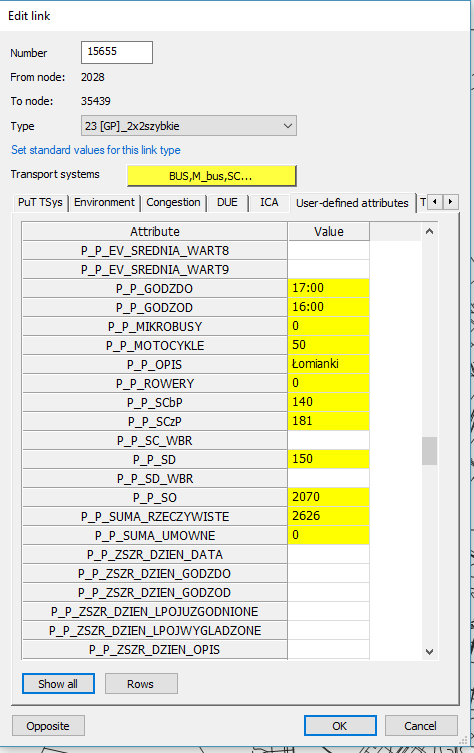 Edit link
Number 15655
From node: 2028
To node: 35439
Type 23 [GP]_2x2szybkie
Set standard values for this link type
Transport systems BUS,M_bus,SC...
PuT TSys Environment Congestion DUE ICA User-defined attributes T
Attribute Value
P_P_EV_SREDNIA_WART8
P_P_EV_SREDNIA_WART9
P_P_GODZDO 17:00
P_P_GODZOD 16:00
P_P_MIKROBUSY 0
P_P_MOTOCYKLE 50
P_P_OPIS Łomianki
P_P_ROWERY 0
P_P_SCbP 140
P_P_SCzP 181
P_P_SC_WBR
P_P_SD 150
P_P_SD_WBR
P_P_SO 2070
P_P_SUMA_RZECZYWISTE 2626
P_P_SUMA_UMOWNE 0
P_P_ZSZR_DZIEN_DATA
P_P_ZSZR_DZIEN_GODZDO
P_P_ZSZR_DZIEN_GODZOD
P_P_ZSZR_DZIEN_LPOJUZGODNIONE
P_P_ZSZR_DZIEN_LPOJWYGLADZONE
P_P_ZSZR_DZIEN_OPIS
Show all Rows
Opposite OK Cancel